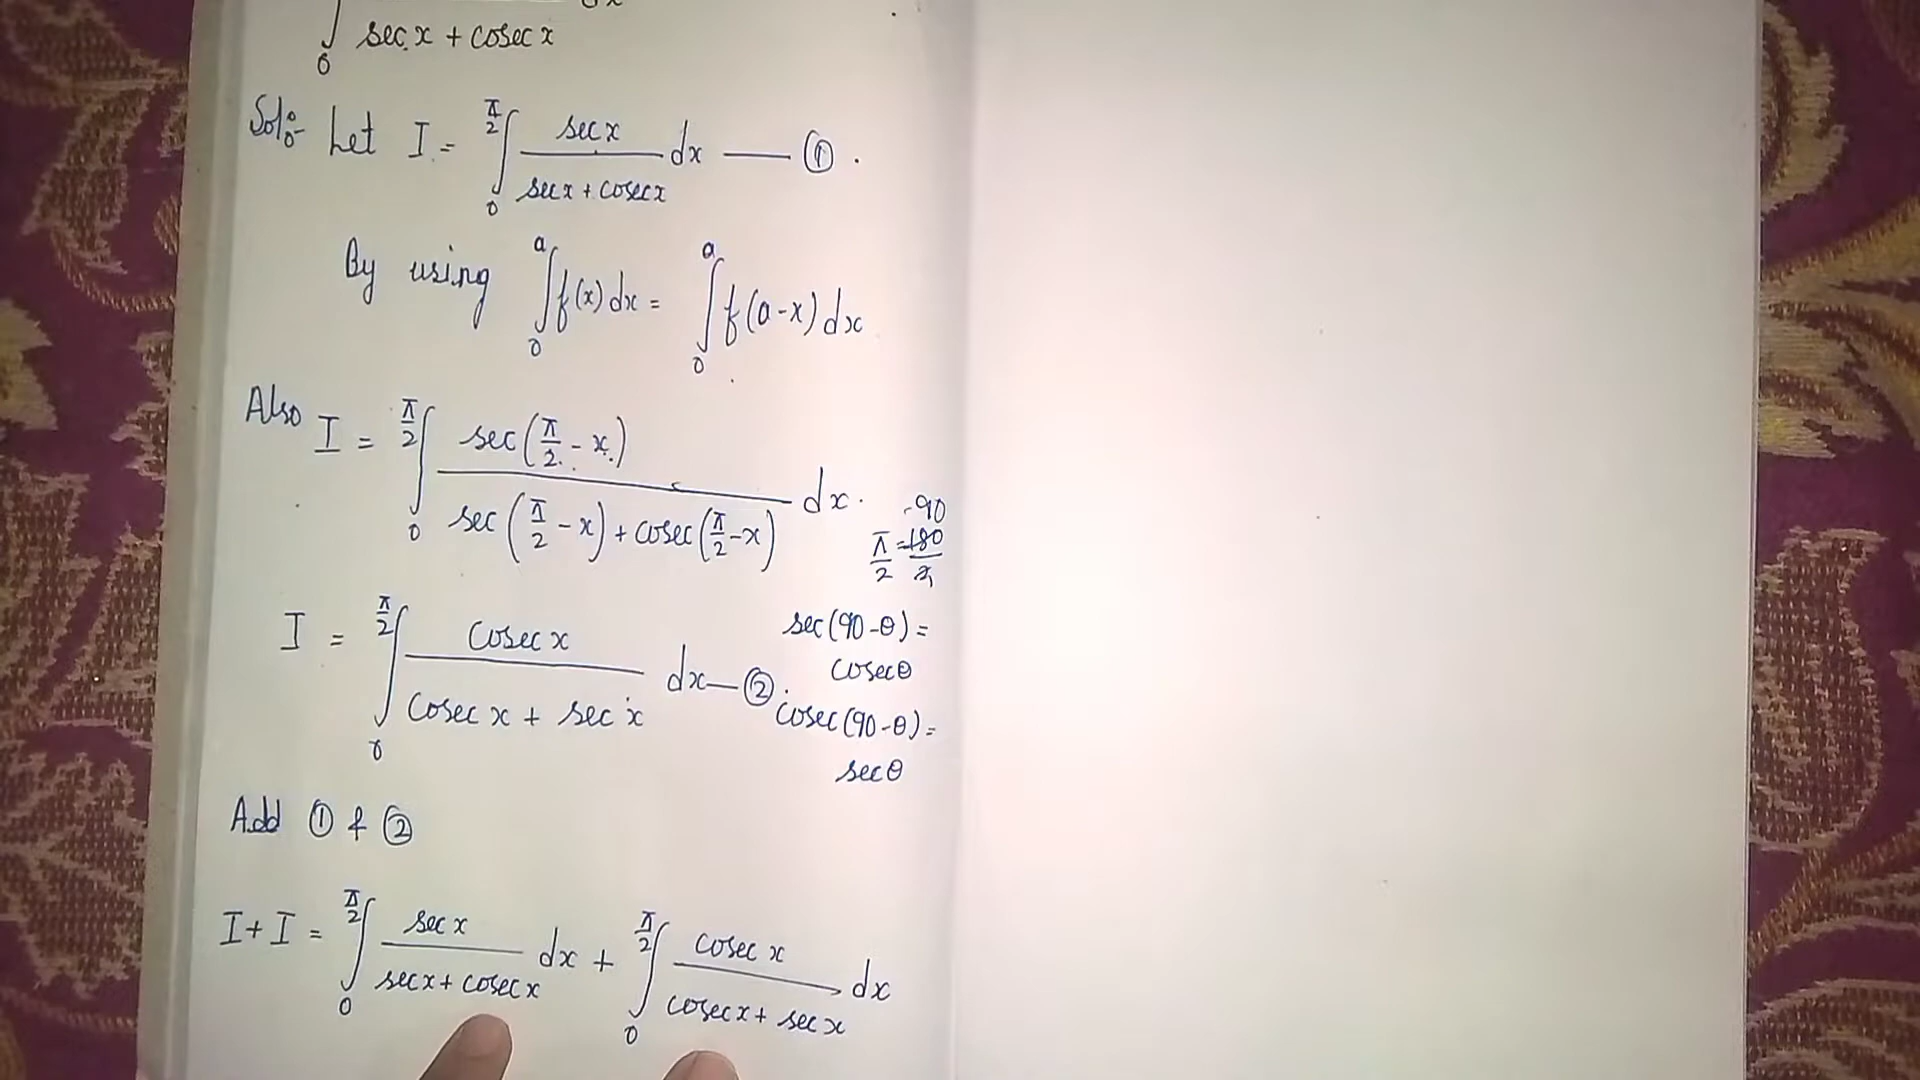 ∫₀ sec x + cosec x dx
Sol:- Let I = ∫₀^(π/2) sec x / (sec x + cosec x) dx —— ① .
By using ∫₀^a f(x) dx = ∫₀^a f(a-x) dx
Also I = ∫₀^(π/2) sec(π/2 - x) / (sec(π/2 - x) + cosec(π/2 - x)) dx.
90
π/2 = 180/2
I = ∫₀^(π/2) cosec x / (cosec x + sec x) dx — ② .
sec(90-θ) =
cosecθ
cosec(90-θ) =
secθ
Add ① & ②
I + I = ∫₀^(π/2) sec x / (sec x + cosec x) dx + ∫₀^(π/2) cosec x / (cosec x + sec x) dx